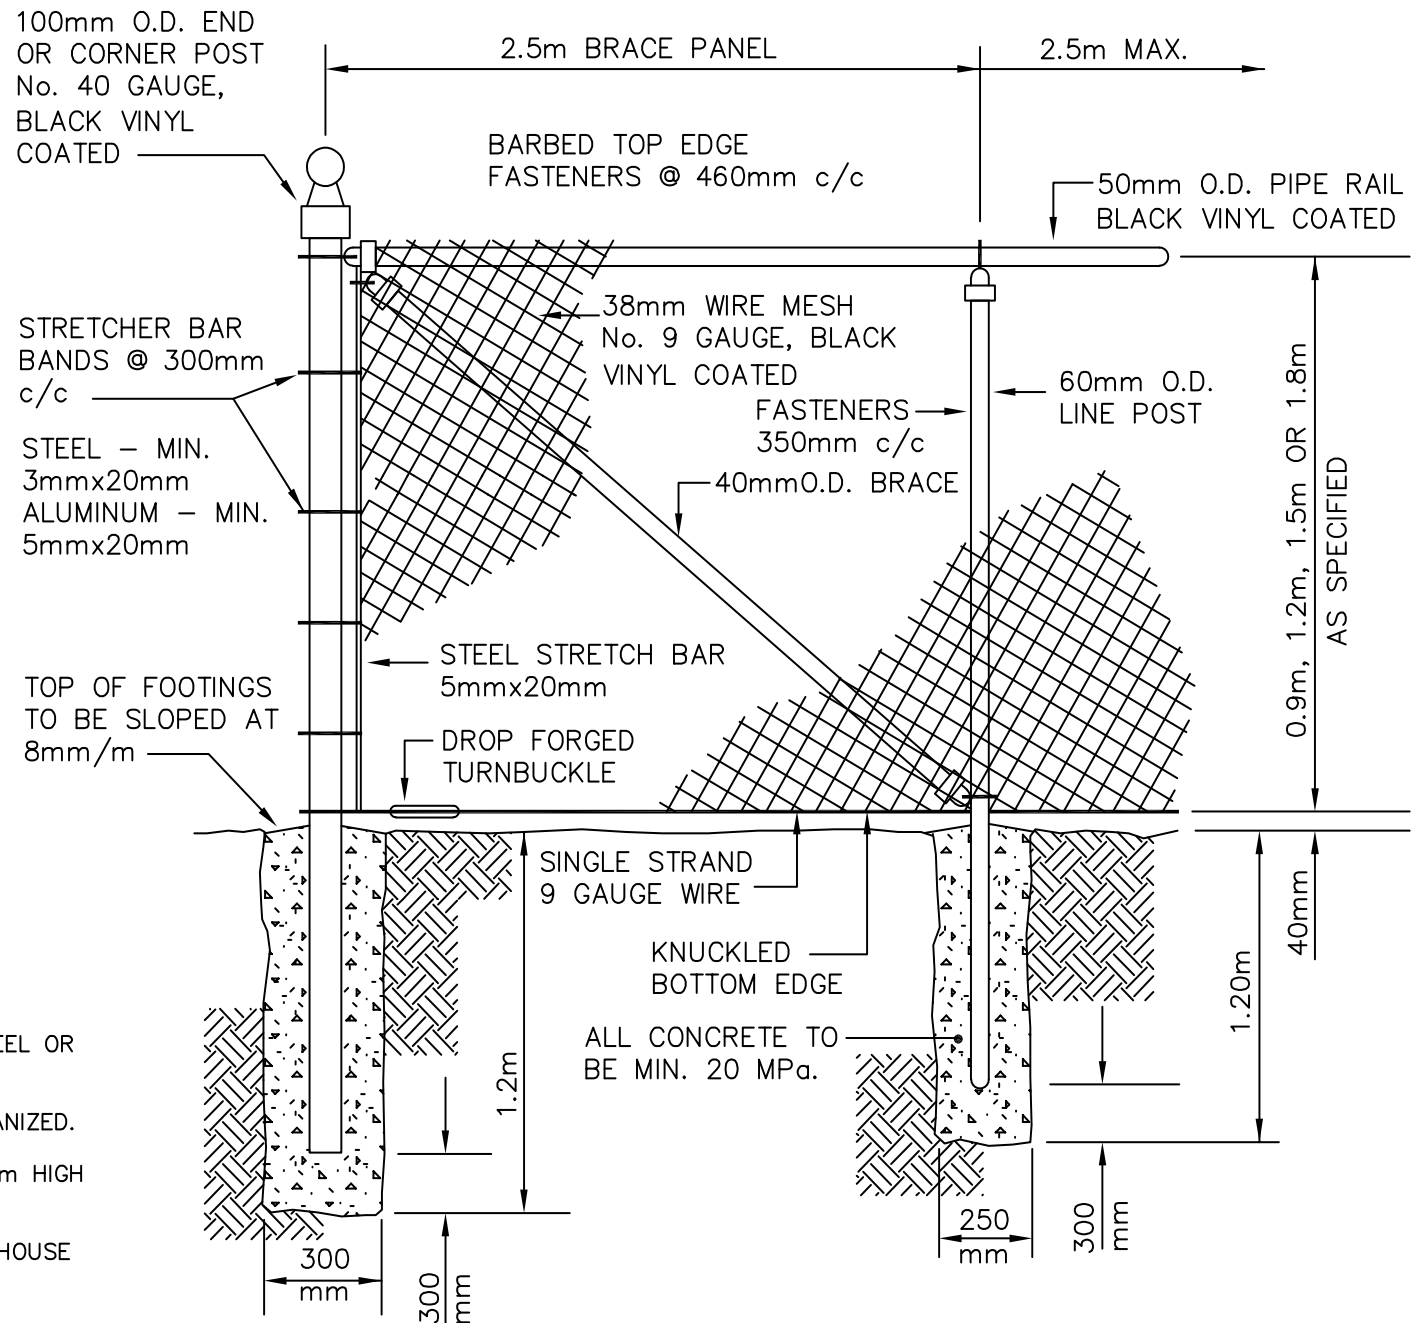 100mm O.D. END
OR CORNER POST
No. 40 GAUGE,
BLACK VINYL
COATED
2.5m BRACE PANEL
2.5m MAX.
BARBED TOP EDGE
FASTENERS @ 460mm c/c
50mm O.D. PIPE RAIL
BLACK VINYL COATED
38mm WIRE MESH
No. 9 GAUGE, BLACK
VINYL COATED
STRETCHER BAR
BANDS @ 300mm
c/c
STEEL – MIN.
3mmx20mm
ALUMINUM – MIN.
5mmx20mm
60mm O.D.
LINE POST
FASTENERS
350mm c/c
40mmO.D. BRACE
0.9m, 1.2m, 1.5m OR 1.8m
AS SPECIFIED
STEEL STRETCH BAR
5mmx20mm
TOP OF FOOTINGS
TO BE SLOPED AT
8mm/m
DROP FORGED
TURNBUCKLE
SINGLE STRAND
9 GAUGE WIRE
KNUCKLED
BOTTOM EDGE
ALL CONCRETE TO
BE MIN. 20 MPa.
40mm
1.20m
1.2m
EEL OR
ANIZED.
m HIGH
HOUSE
300
mm
300
mm
250
mm
300
mm